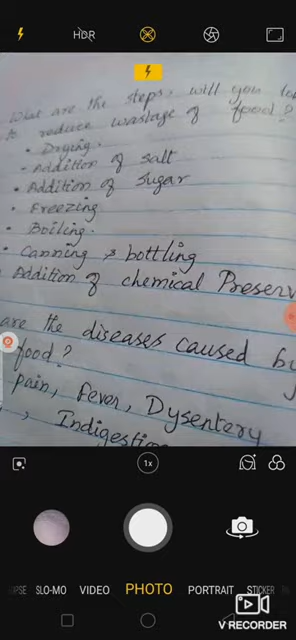 HDR
What are the steps, will you
to reduce wastage of food?
• Drying.
• Addition of salt
• Addition of Sugar
• Freezing
• Boiling.
• Canning & bottling
Addition of chemical
are the diseases caused by
food?
pain, Fever, Dysentery
, Indigestion
1x
SLO-MO VIDEO PHOTO PORTRAIT STICKER
V RECORDER